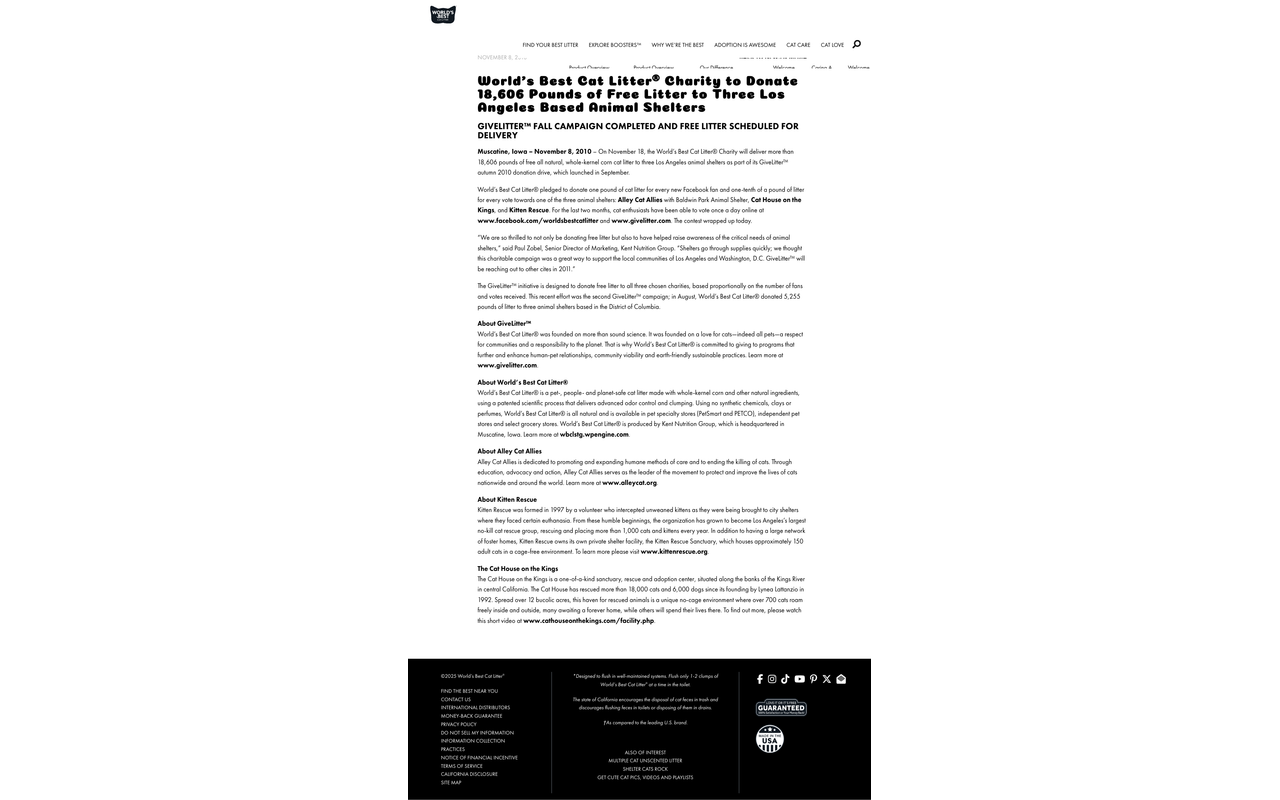 WORLD'S
BEST
FIND YOUR BEST LITTER EXPLORE BOOSTERS™ WHY WE'RE THE BEST ADOPTION IS AWESOME CAT CARE CAT LOVE
NOVEMBER 8,
Product Overview Product Overview Our Difference Welcome Caring & Welcome
World's Best Cat Litter® Charity to Donate
18,606 Pounds of Free Litter to Three Los
Angeles Based Animal Shelters
GIVELITTER™ FALL CAMPAIGN COMPLETED AND FREE LITTER SCHEDULED FOR
DELIVERY
Muscatine, Iowa – November 8, 2010 – On November 18, the World's Best Cat Litter® Charity will deliver more than
18,606 pounds of free all natural, whole-kernel corn cat litter to three Los Angeles animal shelters as part of its GiveLitter™
autumn 2010 donation drive, which launched in September.
World's Best Cat Litter® pledged to donate one pound of cat litter for every new Facebook fan and one-tenth of a pound of litter
for every vote towards one of the three animal shelters: Alley Cat Allies with Baldwin Park Animal Shelter, Cat House on the
Kings, and Kitten Rescue. For the last two months, cat enthusiasts have been able to vote once a day online at
www.facebook.com/worldsbestcatlitter and www.givelitter.com. The contest wrapped up today.
"We are so thrilled to not only be donating free litter but also to have helped raise awareness of the critical needs of animal
shelters," said Paul Zobel, Senior Director of Marketing, Kent Nutrition Group. "Shelters go through supplies quickly; we thought
this charitable campaign was a great way to support the local communities of Los Angeles and Washington, D.C. GiveLitter™ will
be reaching out to other cites in 2011."
The GiveLitter™ initiative is designed to donate free litter to all three chosen charities, based proportionally on the number of fans
and votes received. This recent effort was the second GiveLitter™ campaign; in August, World's Best Cat Litter® donated 5,255
pounds of litter to three animal shelters based in the District of Columbia.
About GiveLitter™
World's Best Cat Litter® was founded on more than sound science. It was founded on a love for cats—indeed all pets—a respect
for communities and a responsibility to the planet. That is why World's Best Cat Litter® is committed to giving to programs that
further and enhance human-pet relationships, community viability and earth-friendly sustainable practices. Learn more at
www.givelitter.com.
About World's Best Cat Litter®
World's Best Cat Litter® is a pet-, people- and planet-safe cat litter made with whole-kernel corn and other natural ingredients,
using a patented scientific process that delivers advanced odor control and clumping. Using no synthetic chemicals, clays or
perfumes, World's Best Cat Litter® is all natural and is available in pet specialty stores (PetSmart and PETCO), independent pet
stores and select grocery stores. World's Best Cat Litter® is produced by Kent Nutrition Group, which is headquartered in
Muscatine, Iowa. Learn more at wbclstg.wpengine.com.
About Alley Cat Allies
Alley Cat Allies is dedicated to promoting and expanding humane methods of care and to ending the killing of cats. Through
education, advocacy and action, Alley Cat Allies serves as the leader of the movement to protect and improve the lives of cats
nationwide and around the world. Learn more at www.alleycat.org.
About Kitten Rescue
Kitten Rescue was formed in 1997 by a volunteer who intercepted unweaned kittens as they were being brought to city shelters
where they faced certain euthanasia. From these humble beginnings, the organization has grown to become Los Angeles's largest
no-kill cat rescue group, rescuing and placing more than 1,000 cats and kittens every year. In addition to having a large network
of foster homes, Kitten Rescue owns its own private shelter facility, the Kitten Rescue Sanctuary, which houses approximately 150
adult cats in a cage-free environment. To learn more please visit www.kittenrescue.org.
The Cat House on the Kings
The Cat House on the Kings is a one-of-a-kind sanctuary, rescue and adoption center, situated along the banks of the Kings River
in central California. The Cat House has rescued more than 18,000 cats and 6,000 dogs since its founding by Lynea Lattanzio in
1992. Spread over 12 bucolic acres, this haven for rescued animals is a unique no-cage environment where over 700 cats roam
freely inside and outside, many awaiting a forever home, while others will spend their lives there. To find out more, please watch
this short video at www.cathouseonthekings.com/facility.php.
©2025 World's Best Cat Litter®
FIND THE BEST NEAR YOU
CONTACT US
INTERNATIONAL DISTRIBUTORS
MONEY-BACK GUARANTEE
PRIVACY POLICY
DO NOT SELL MY INFORMATION
INFORMATION COLLECTION
PRACTICES
NOTICE OF FINANCIAL INCENTIVE
TERMS OF SERVICE
CALIFORNIA DISCLOSURE
SITE MAP
*Designed to flush in well-maintained systems. Flush only 1-2 clumps of
World's Best Cat Litter® at a time in the toilet.
The state of California encourages the disposal of cat feces in trash and
discourages flushing feces in toilets or disposing of them in drains.
†As compared to the leading U.S. brand.
ALSO OF INTEREST
MULTIPLE CAT UNSCENTED LITTER
SHELTER CATS ROCK
GET CUTE CAT PICS, VIDEOS AND PLAYLISTS
GUARANTEED
MADE IN THE
USA